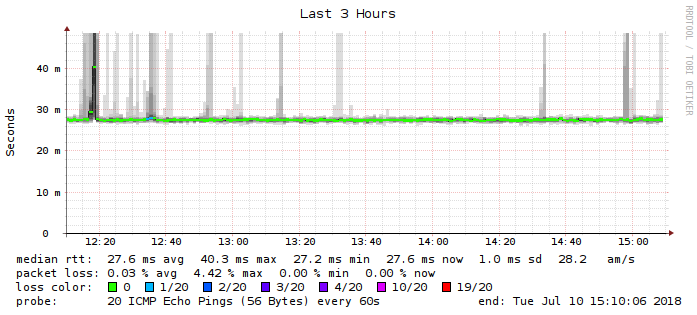 Last 3 Hours
RRDTOOL / TOBI OETIKER
Seconds
40 m
30 m
20 m
10 m
0
12:20 12:40 13:00 13:20 13:40 14:00 14:20 14:40 15:00
median rtt: 27.6 ms avg 40.3 ms max 27.2 ms min 27.6 ms now 1.0 ms sd 28.2 am/s
packet loss: 0.03 % avg 4.42 % max 0.00 % min 0.00 % now
loss color: 0 1/20 2/20 3/20 4/20 10/20 19/20
probe: 20 ICMP Echo Pings (56 Bytes) every 60s end: Tue Jul 10 15:10:06 2018